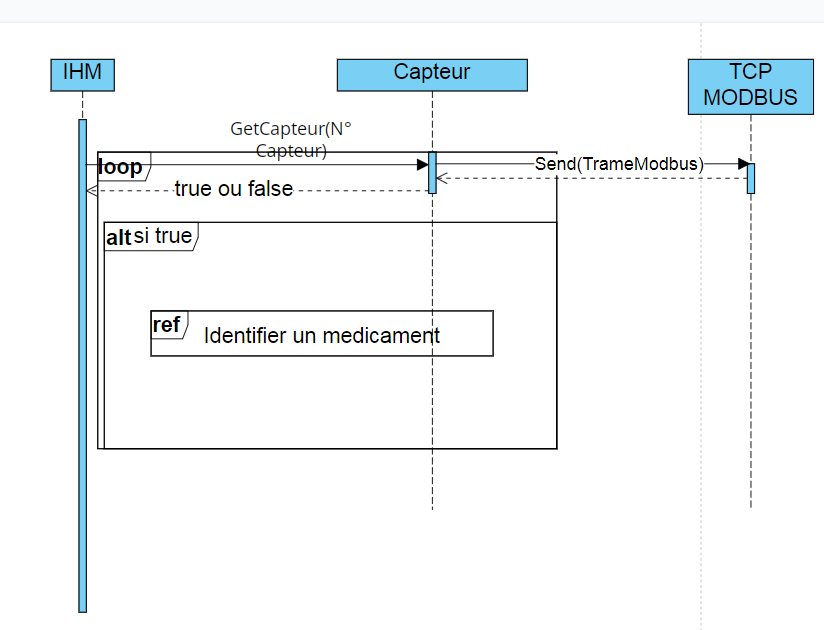 IHM
Capteur
TCP
MODBUS
GetCapteur(N°
Capteur)
loop
Send(TrameModbus)
true ou false
alt si true
ref
Identifier un medicament